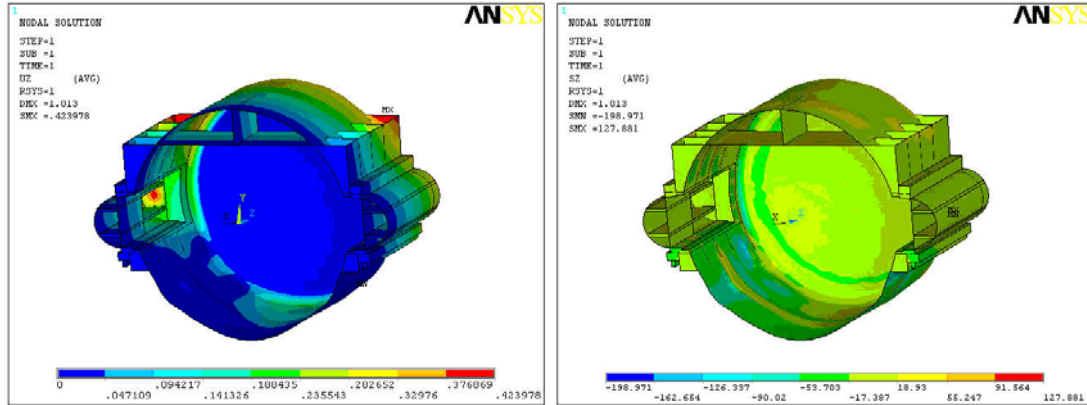 1
ANSYS
NODAL SOLUTION
STEP=1
SUB =1
TIME=1
UZ (AVG)
RSYS=1
DMX =1.013
SMX =.423978
MX
Y
X Z
0 .094217 .188435 .282652 .376869
.047109 .141326 .235543 .32976 .423978
1
ANSYS
NODAL SOLUTION
STEP=1
SUB =1
TIME=1
SZ (AVG)
RSYS=1
DMX =1.013
SMN =-198.971
SMX =127.881
X Z
-198.971 -126.337 -53.703 18.93 91.564
-162.654 -90.02 -17.387 55.247 127.881